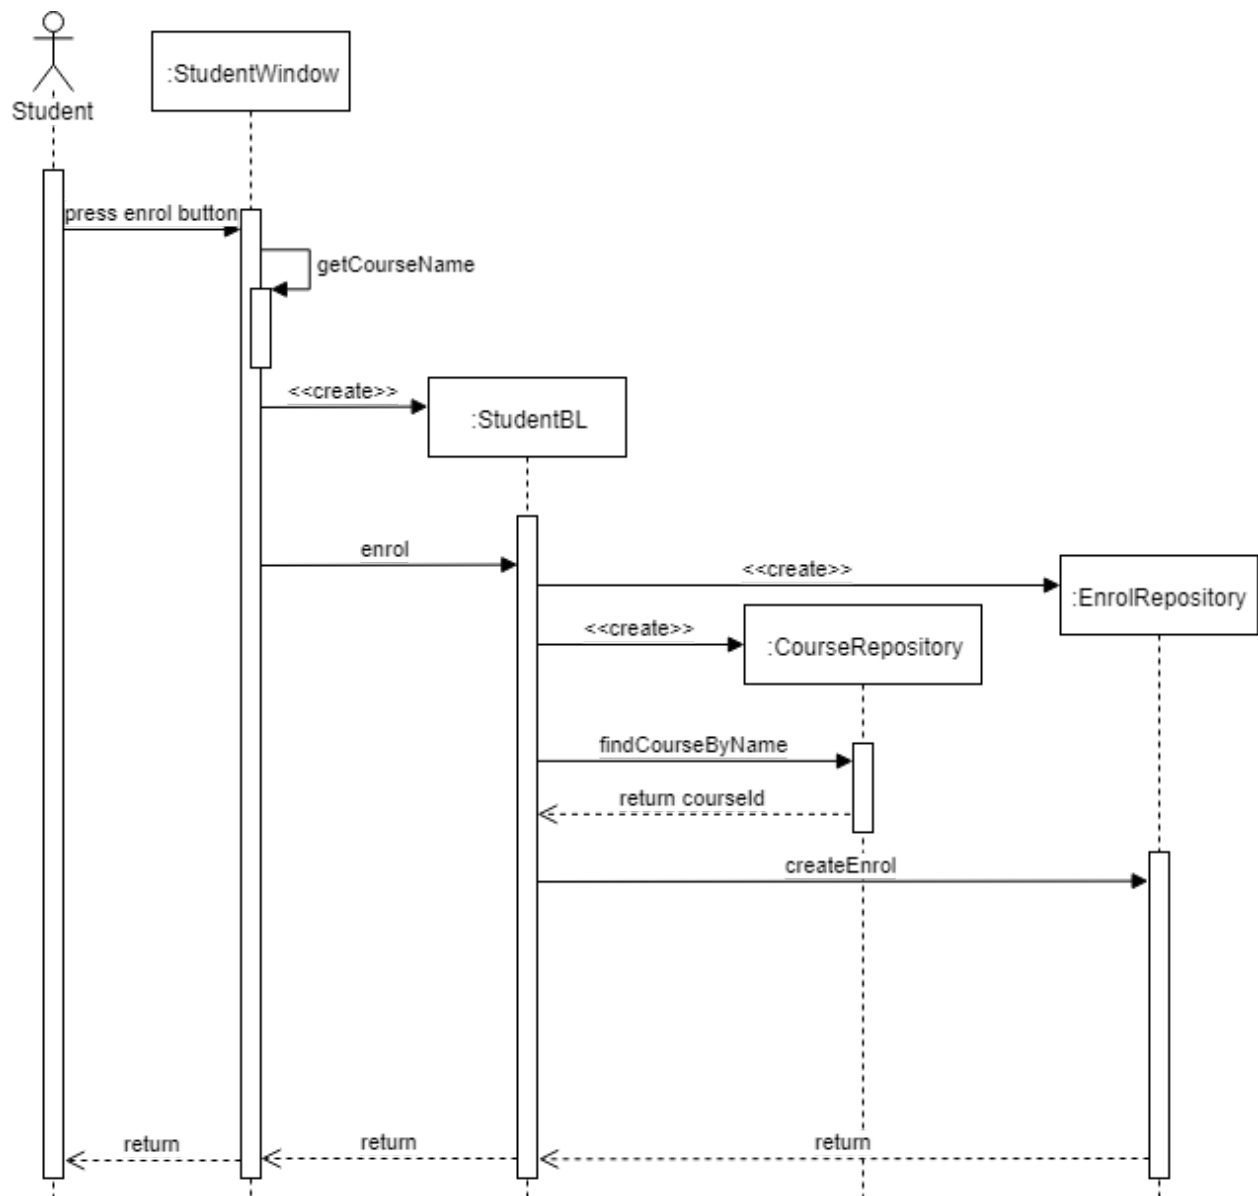 :StudentWindow
Student
press enrol button
getCourseName
<<create>>
:StudentBL
enrol
<<create>>
:EnrolRepository
<<create>>
:CourseRepository
findCourseByName
return courseId
createEnrol
return
return
return